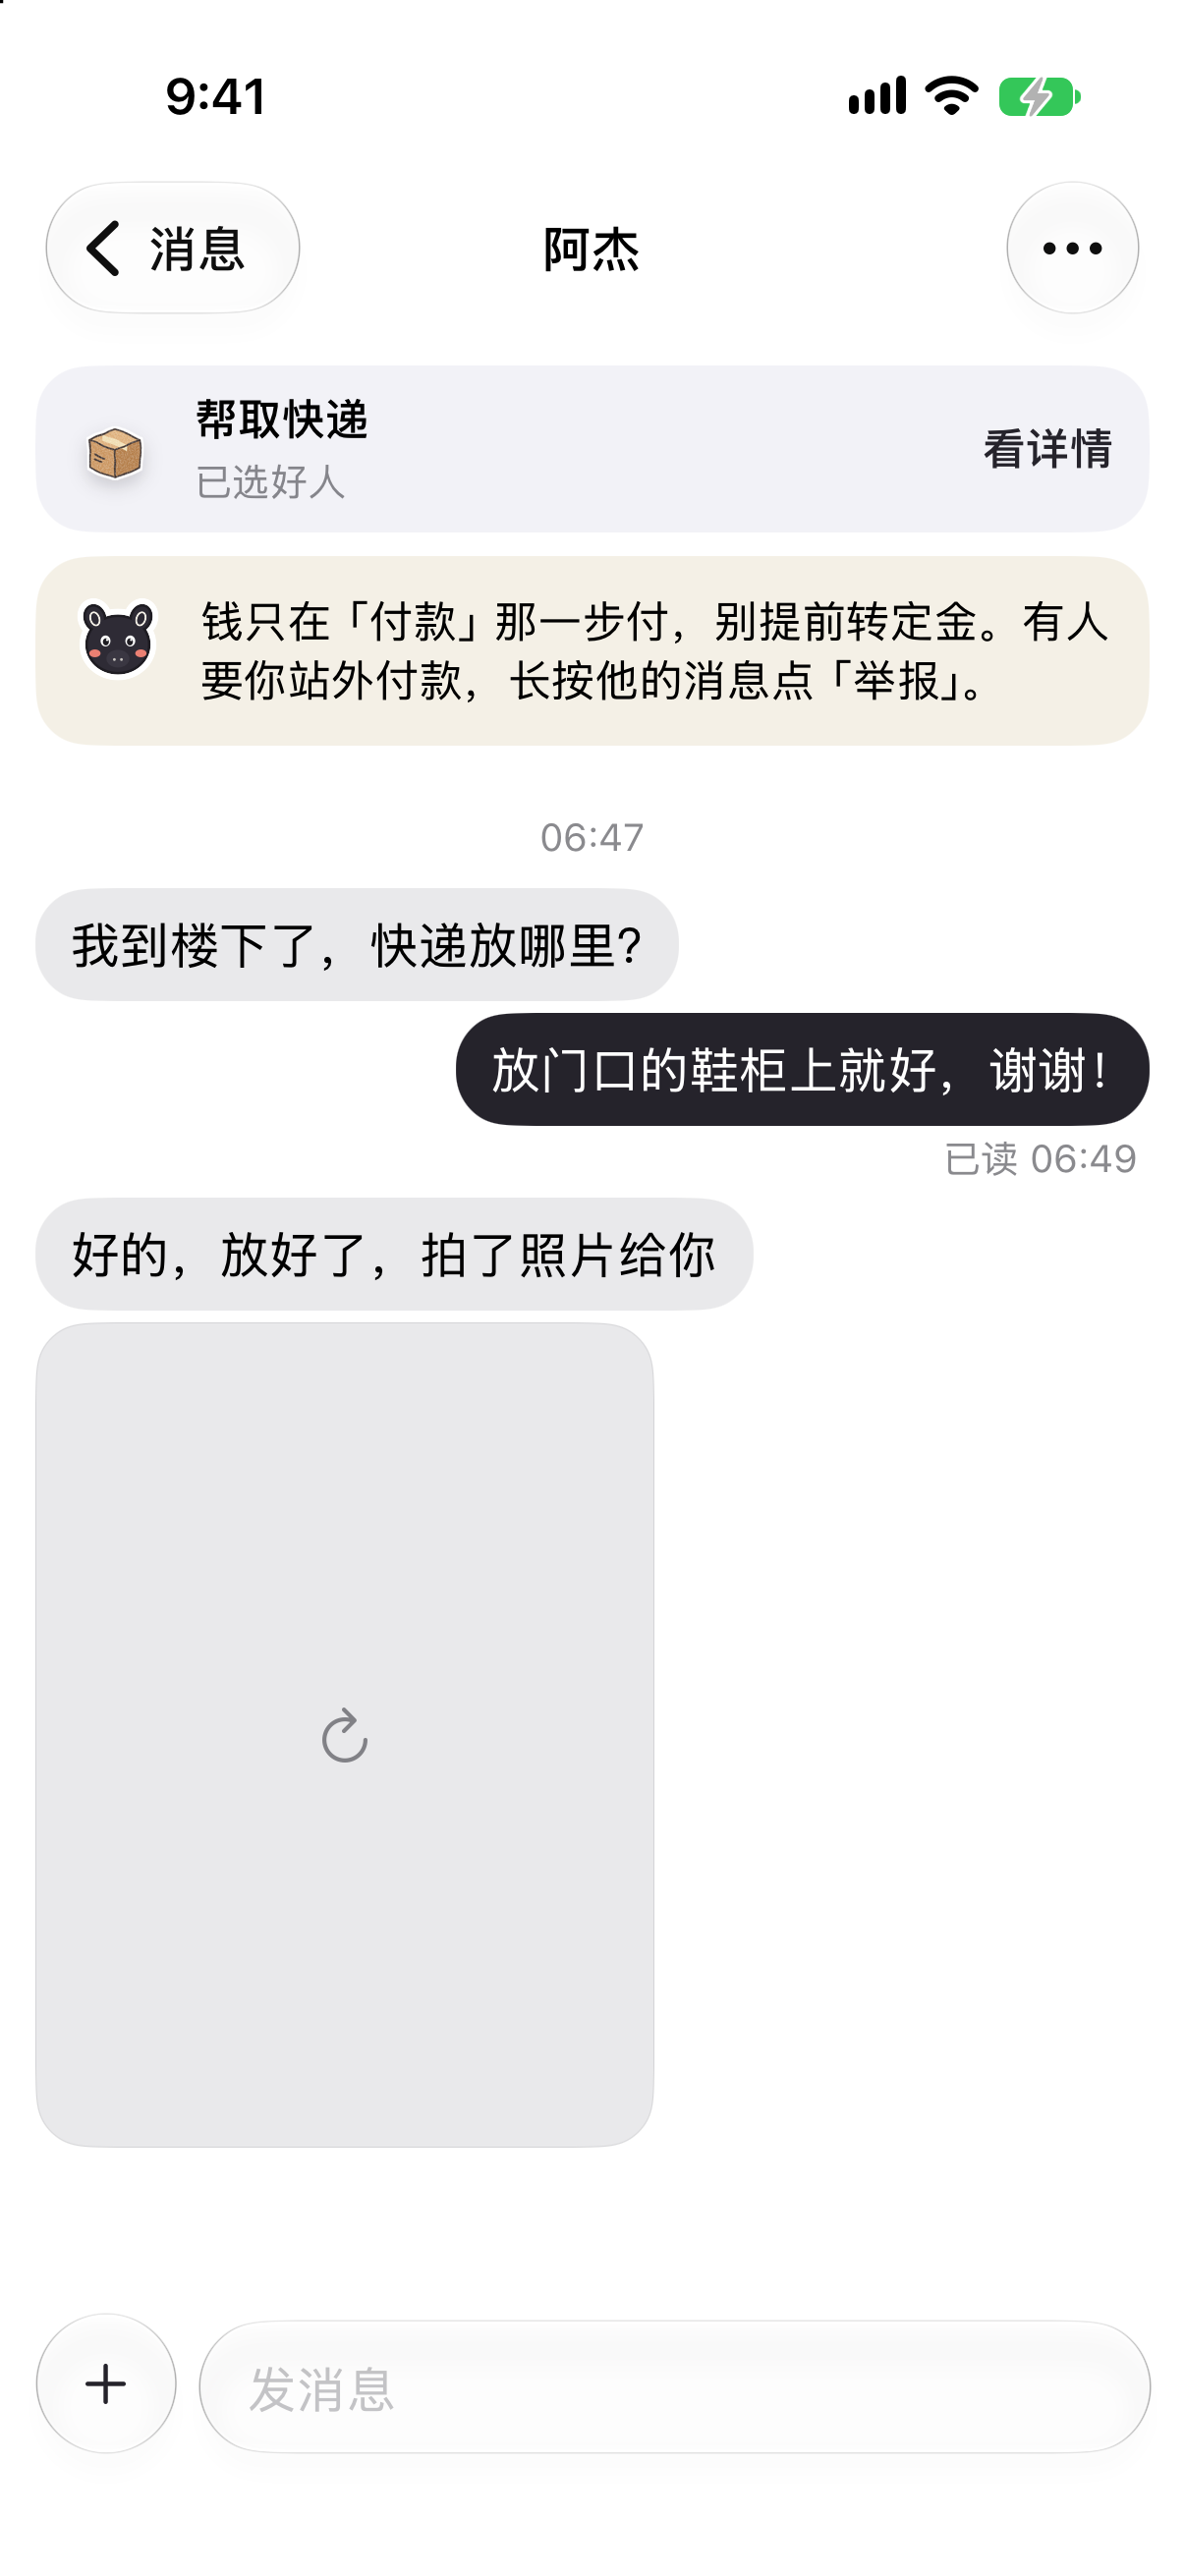 9:41
消息
阿杰
帮取快递
已选好人
看详情
钱只在「付款」那一步付，别提前转定金。有人
要你站外付款，长按他的消息点「举报」。
06:47
我到楼下了，快递放哪里?
放门口的鞋柜上就好，谢谢！
已读 06:49
好的，放好了，拍了照片给你
发消息